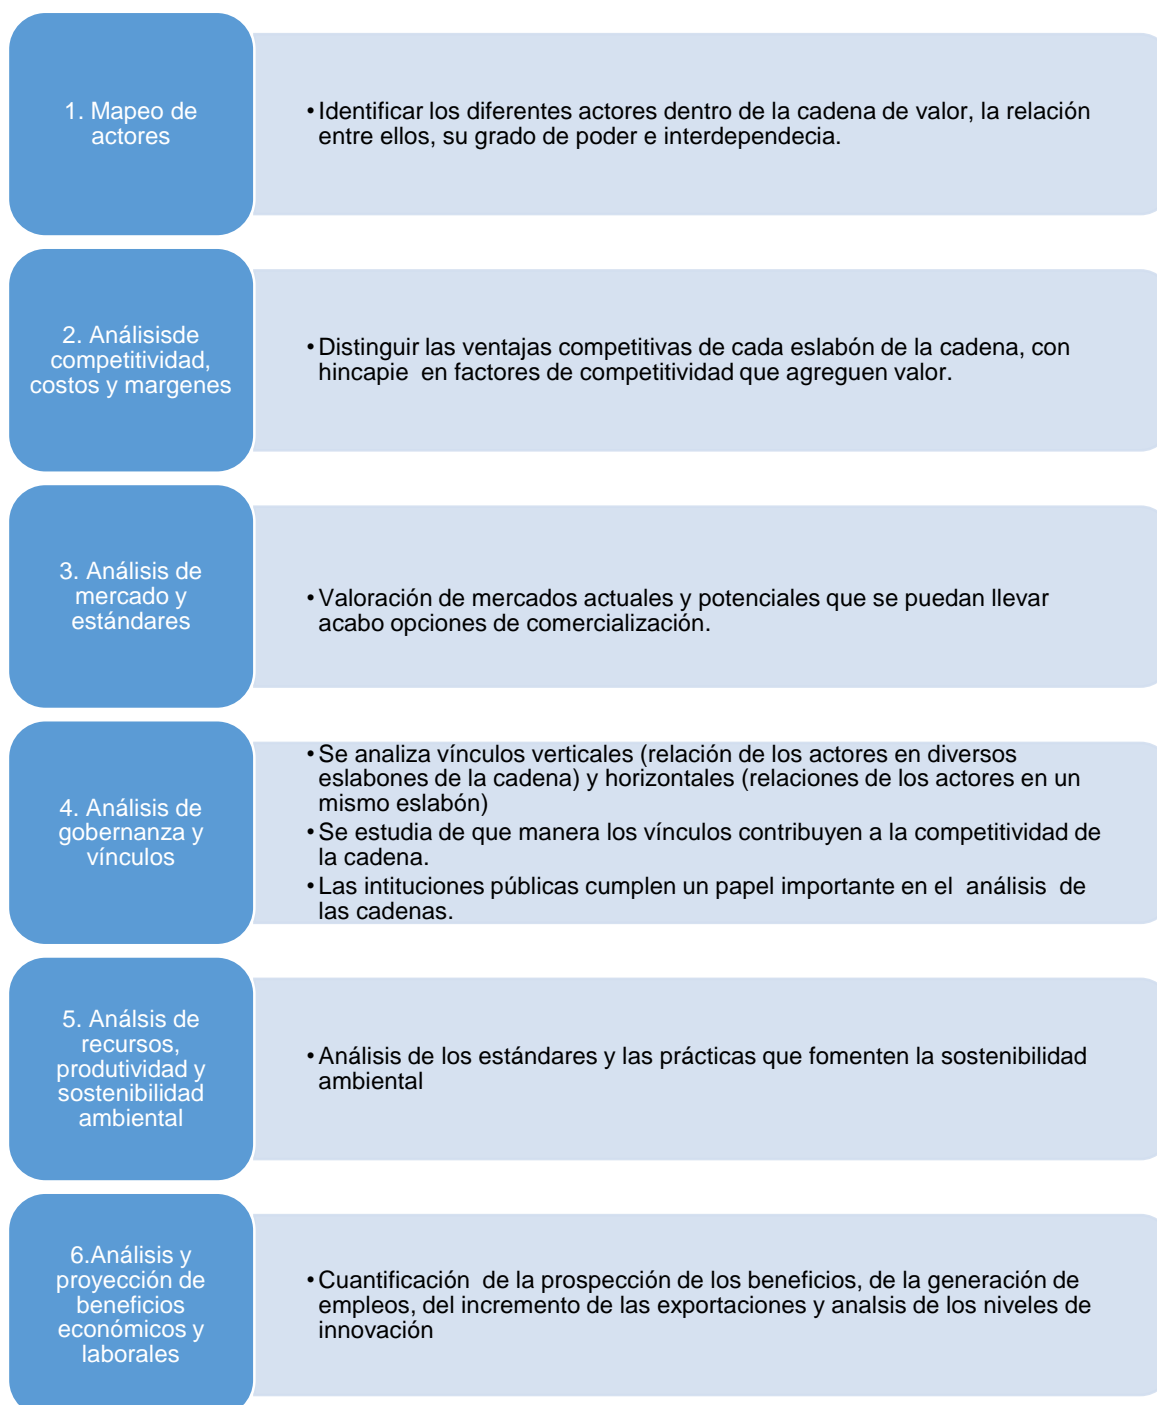 1. Mapeo de
actores
• Identificar los diferentes actores dentro de la cadena de valor, la relación
entre ellos, su grado de poder e interdependecia.
2. Análisisde
competitividad,
costos y margenes
• Distinguir las ventajas competitivas de cada eslabón de la cadena, con
hincapie en factores de competitividad que agreguen valor.
3. Análisis de
mercado y
estándares
• Valoración de mercados actuales y potenciales que se puedan llevar
acabo opciones de comercialización.
4. Análisis de
gobernanza y
vínculos
• Se analiza vínculos verticales (relación de los actores en diversos
eslabones de la cadena) y horizontales (relaciones de los actores en un
mismo eslabón)
• Se estudia de que manera los vínculos contribuyen a la competitividad de
la cadena.
• Las intituciones públicas cumplen un papel importante en el análisis de
las cadenas.
5. Análsis de
recursos,
produtividad y
sostenibilidad
ambiental
• Análisis de los estándares y las prácticas que fomenten la sostenibilidad
ambiental
6.Análisis y
proyección de
beneficios
económicos y
laborales
• Cuantificación de la prospección de los beneficios, de la generación de
empleos, del incremento de las exportaciones y analsis de los niveles de
innovación